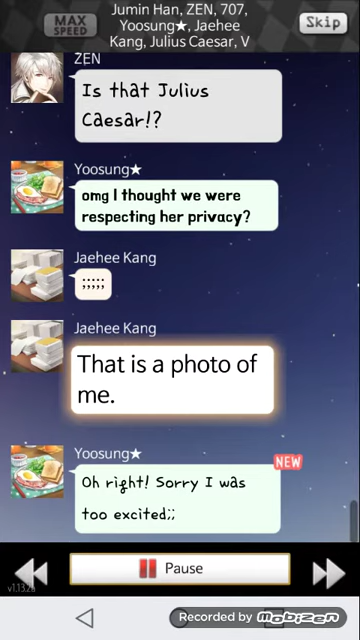 MAX
SPEED
Jumin Han, ZEN, 707,
Yoosung★, Jaehee
Kang, Julius Caesar, V
Skip
ZEN
Is that Julius
Caesar!?
Yoosung★
omg I thought we were
respecting her privacy?
Jaehee Kang
;;;;;
Jaehee Kang
That is a photo of
me.
Yoosung★
NEW
Oh right! Sorry I was
too excited;;
Pause
Recorded by Mobizen